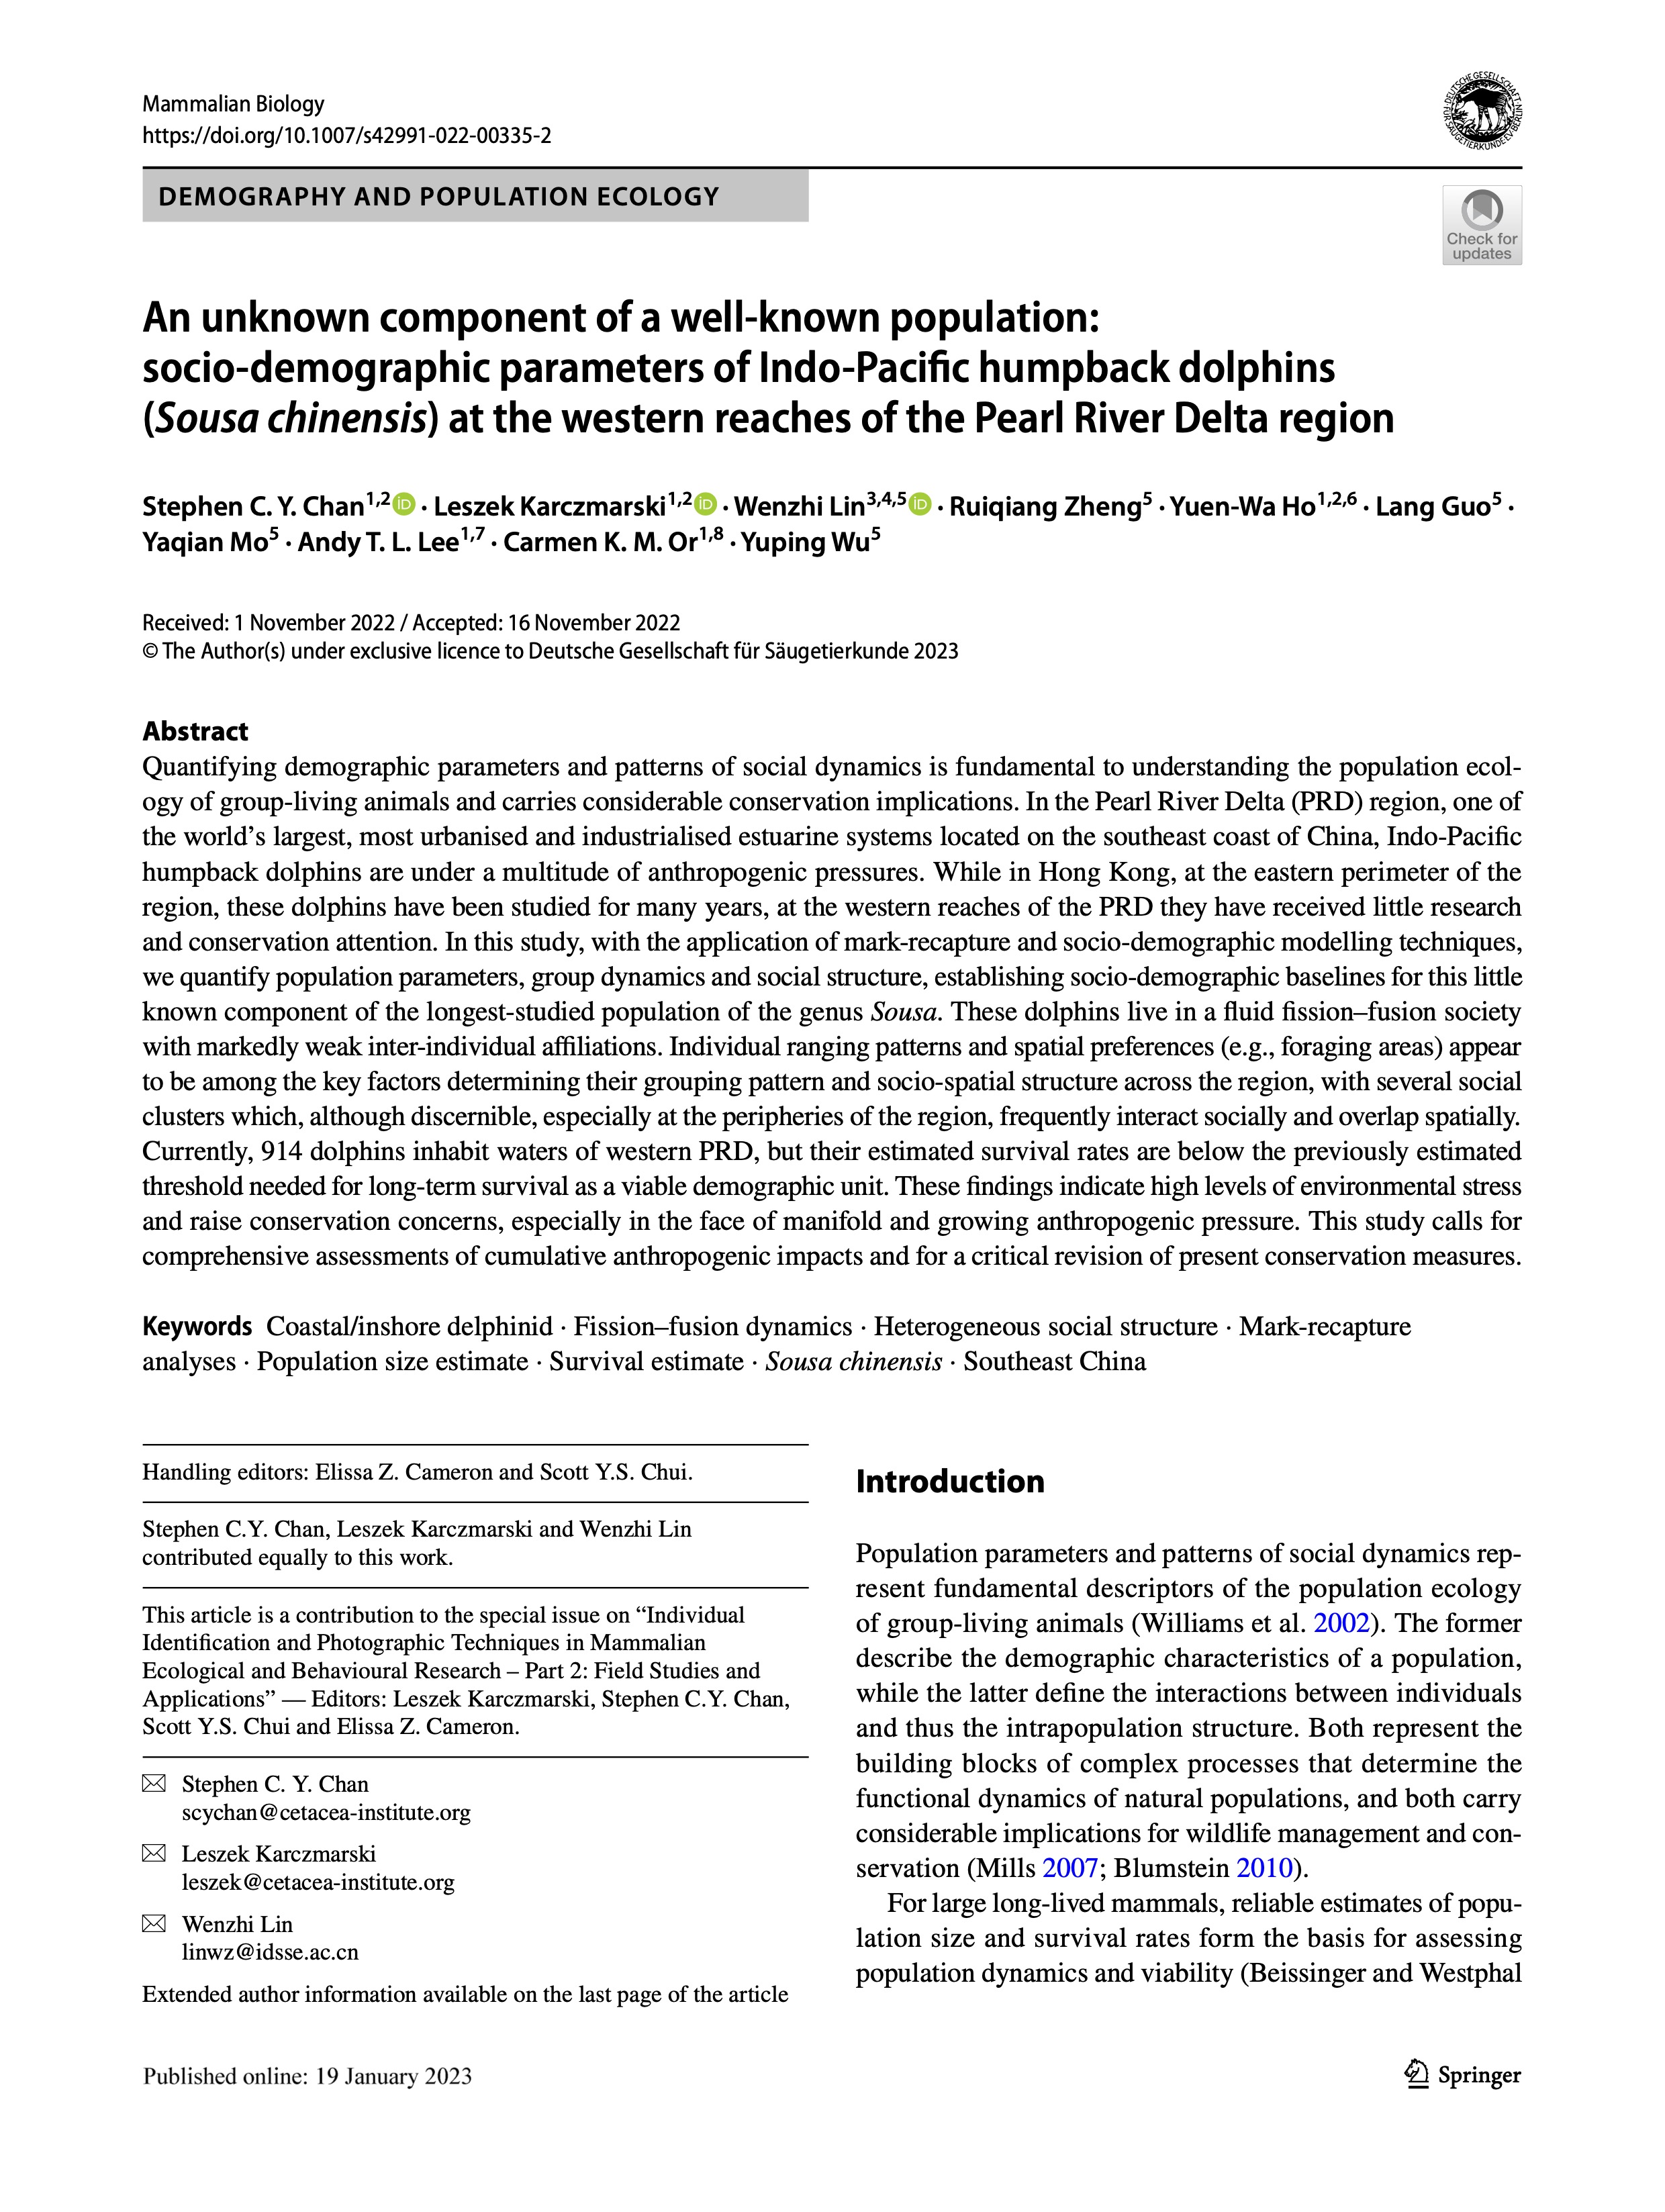 Mammalian Biology
https://doi.org/10.1007/s42991-022-00335-2
DEUTSCHE GESELLSCHAFT
FÜR SÄUGETIERKUNDE
DEMOGRAPHY AND POPULATION ECOLOGY
Check for
updates
An unknown component of a well-known population:
socio-demographic parameters of Indo-Pacific humpback dolphins
(Sousa chinensis) at the western reaches of the Pearl River Delta region
Stephen C. Y. Chan1,2 iD · Leszek Karczmarski1,2 iD · Wenzhi Lin3,4,5 iD · Ruiqiang Zheng5 · Yuen-Wa Ho1,2,6 · Lang Guo5 ·
Yaqian Mo5 · Andy T. L. Lee1,7 · Carmen K. M. Or1,8 · Yuping Wu5
Received: 1 November 2022 / Accepted: 16 November 2022
© The Author(s) under exclusive licence to Deutsche Gesellschaft für Säugetierkunde 2023
Abstract
Quantifying demographic parameters and patterns of social dynamics is fundamental to understanding the population ecol-
ogy of group-living animals and carries considerable conservation implications. In the Pearl River Delta (PRD) region, one of
the world's largest, most urbanised and industrialised estuarine systems located on the southeast coast of China, Indo-Pacific
humpback dolphins are under a multitude of anthropogenic pressures. While in Hong Kong, at the eastern perimeter of the
region, these dolphins have been studied for many years, at the western reaches of the PRD they have received little research
and conservation attention. In this study, with the application of mark-recapture and socio-demographic modelling techniques,
we quantify population parameters, group dynamics and social structure, establishing socio-demographic baselines for this little
known component of the longest-studied population of the genus Sousa. These dolphins live in a fluid fission–fusion society
with markedly weak inter-individual affiliations. Individual ranging patterns and spatial preferences (e.g., foraging areas) appear
to be among the key factors determining their grouping pattern and socio-spatial structure across the region, with several social
clusters which, although discernible, especially at the peripheries of the region, frequently interact socially and overlap spatially.
Currently, 914 dolphins inhabit waters of western PRD, but their estimated survival rates are below the previously estimated
threshold needed for long-term survival as a viable demographic unit. These findings indicate high levels of environmental stress
and raise conservation concerns, especially in the face of manifold and growing anthropogenic pressure. This study calls for
comprehensive assessments of cumulative anthropogenic impacts and for a critical revision of present conservation measures.
Keywords Coastal/inshore delphinid · Fission–fusion dynamics · Heterogeneous social structure · Mark-recapture
analyses · Population size estimate · Survival estimate · Sousa chinensis · Southeast China
Handling editors: Elissa Z. Cameron and Scott Y.S. Chui.
Stephen C.Y. Chan, Leszek Karczmarski and Wenzhi Lin
contributed equally to this work.
This article is a contribution to the special issue on “Individual
Identification and Photographic Techniques in Mammalian
Ecological and Behavioural Research – Part 2: Field Studies and
Applications” — Editors: Leszek Karczmarski, Stephen C.Y. Chan,
Scott Y.S. Chui and Elissa Z. Cameron.
Stephen C. Y. Chan
scychan@cetacea-institute.org
Leszek Karczmarski
leszek@cetacea-institute.org
Wenzhi Lin
linwz@idsse.ac.cn
Extended author information available on the last page of the article
Introduction
Population parameters and patterns of social dynamics rep-
resent fundamental descriptors of the population ecology
of group-living animals (Williams et al. 2002). The former
describe the demographic characteristics of a population,
while the latter define the interactions between individuals
and thus the intrapopulation structure. Both represent the
building blocks of complex processes that determine the
functional dynamics of natural populations, and both carry
considerable implications for wildlife management and con-
servation (Mills 2007; Blumstein 2010).
For large long-lived mammals, reliable estimates of popu-
lation size and survival rates form the basis for assessing
population dynamics and viability (Beissinger and Westphal
Published online: 19 January 2023
Springer